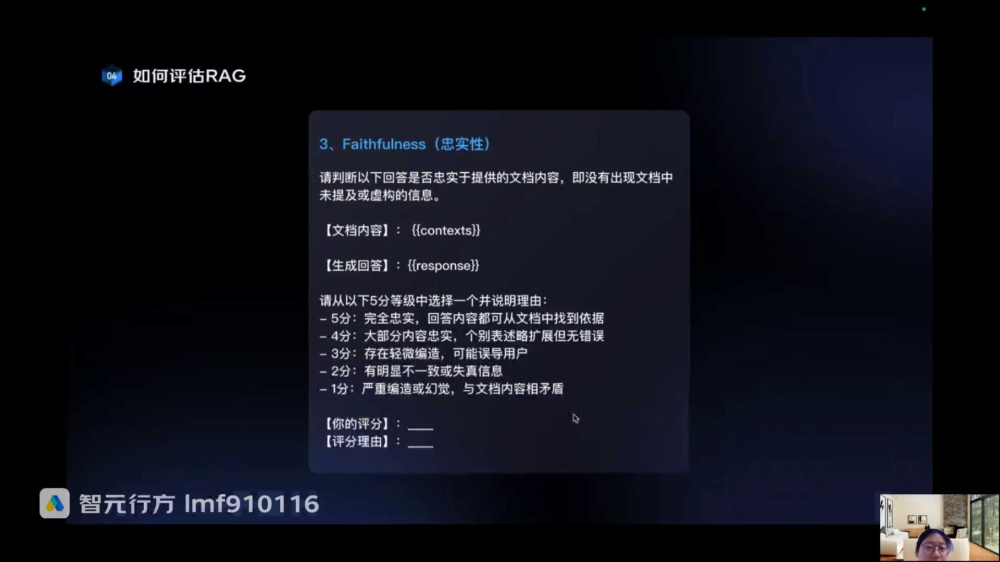 04 如何评估RAG
3、Faithfulness（忠实性）
请判断以下回答是否忠实于提供的文档内容，即没有出现文档中
未提及或虚构的信息。
【文档内容】： {{contexts}}
【生成回答】：{{response}}
请从以下5分等级中选择一个并说明理由：
- 5分：完全忠实，回答内容都可从文档中找到依据
- 4分：大部分内容忠实，个别表述略扩展但无错误
- 3分：存在轻微编造，可能误导用户
- 2分：有明显不一致或失真信息
- 1分：严重编造或幻觉，与文档内容相矛盾
【你的评分】：____
【评分理由】：____
智元行方 lmf910116